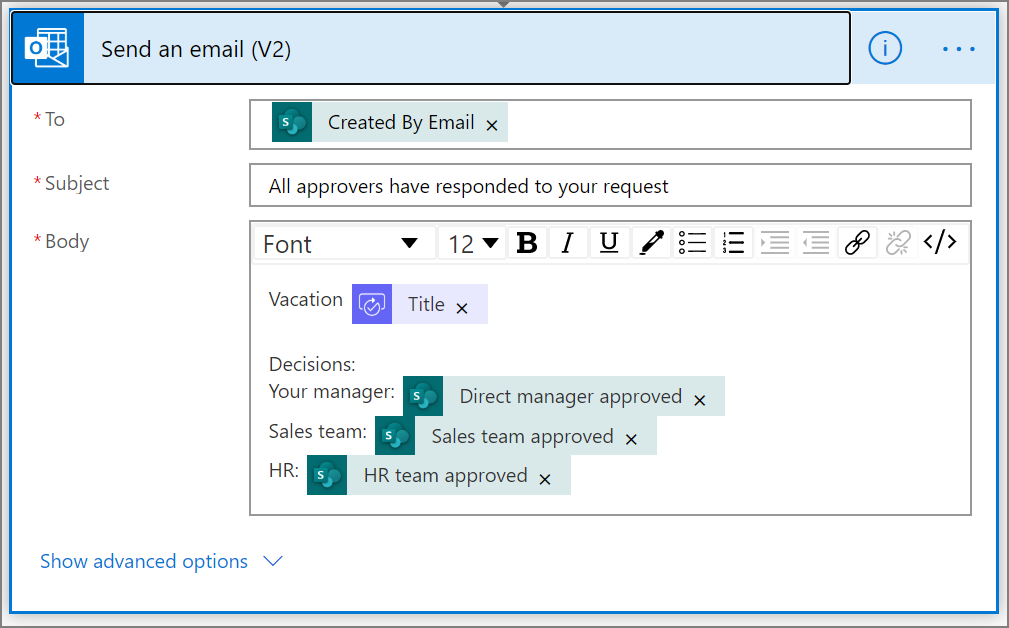 Send an email (V2)
* To
Created By Email ×
* Subject
All approvers have responded to your request
* Body
Font 12 B I U </>
Vacation Title ×
Decisions:
Your manager: Direct manager approved ×
Sales team: Sales team approved ×
HR: HR team approved ×
Show advanced options